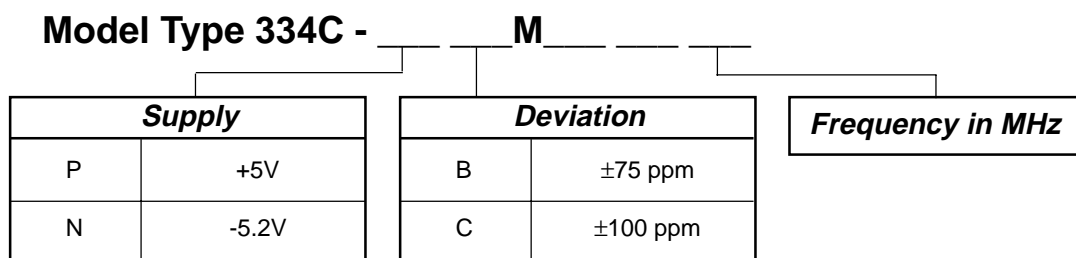 Model Type 334C - ___ ___M___ ___ ___
Supply
Deviation
Frequency in MHz
P +5V
B ±75 ppm
N -5.2V
C ±100 ppm